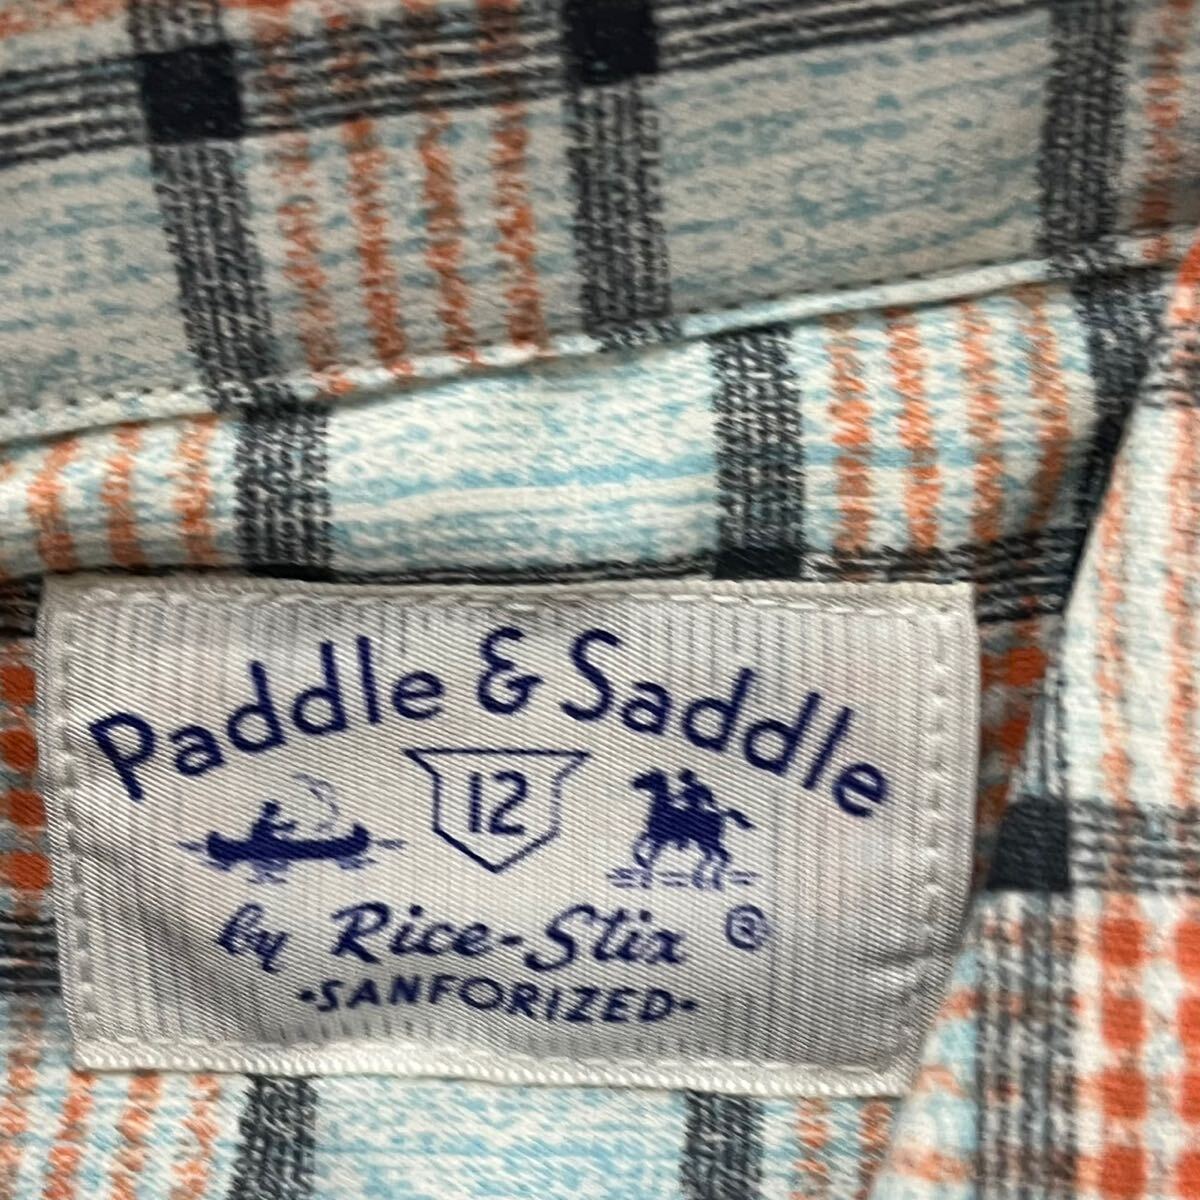 Paddle & Saddle
12
by Rice-Stix ®
·SANFORIZED·